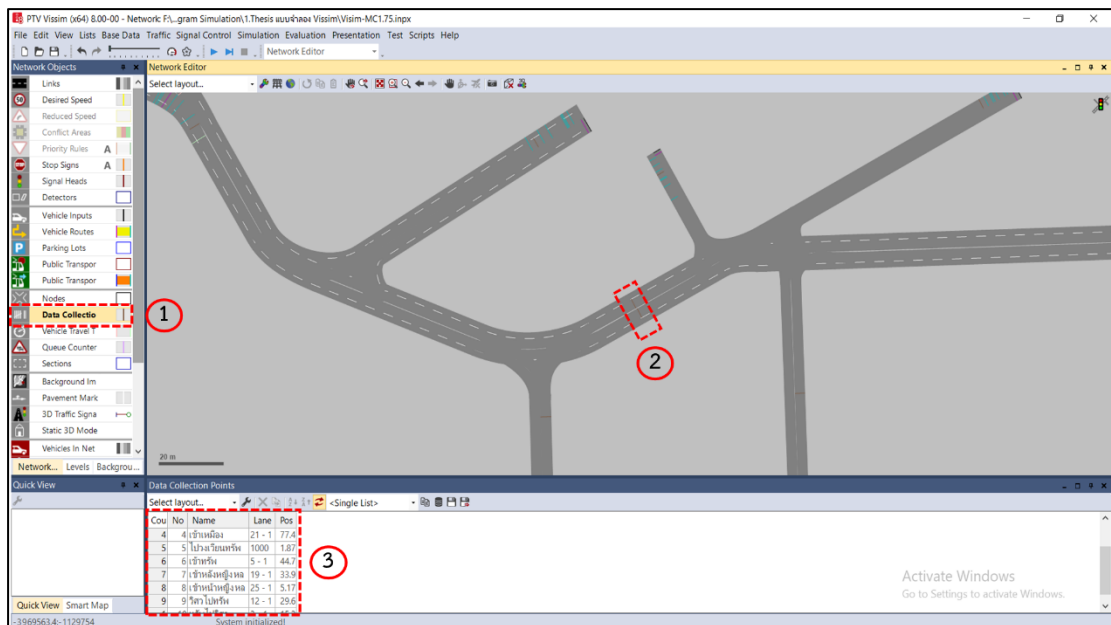 PTV Vissim (x64) 8.00-00 - Network: F:\...gram Simulation\1.Thesis แบบจำลอง Vissim\Visim-MC1.75.inpx
File Edit View Lists Base Data Traffic Signal Control Simulation Evaluation Presentation Test Scripts Help
Network Editor
Network Objects
Network Editor
Select layout...
Links
Desired Speed
Reduced Speed
Conflict Areas
Priority Rules A
Stop Signs A
Signal Heads
Detectors
Vehicle Inputs
Vehicle Routes
Parking Lots
Public Transpor
Public Transpor
Nodes
Data Collectio
Vehicle Travel T
Queue Counter
Sections
Background Im
Pavement Mark
3D Traffic Signa
Static 3D Mode
Vehicles In Net
1
2
20 m
Network... Levels Backgrou...
Quick View
Data Collection Points
Select layout... <Single List>
Cou No Name Lane Pos
4 4 เข้าเหมือง 21 - 1 77.4
5 5 ไปวงเวียนทรัพ 1000 1.87
6 6 เข้าทรัพ 5 - 1 44.7
7 7 เข้าหลังหญิงหล 19 - 1 33.9
8 8 เข้าหน้าหญิงหล 25 - 1 5.17
9 9 วิศวไปทรัพ 12 - 1 29.6
3
Activate Windows
Go to Settings to activate Windows.
Quick View Smart Map
-3969563.4:-1129754 System initialized!